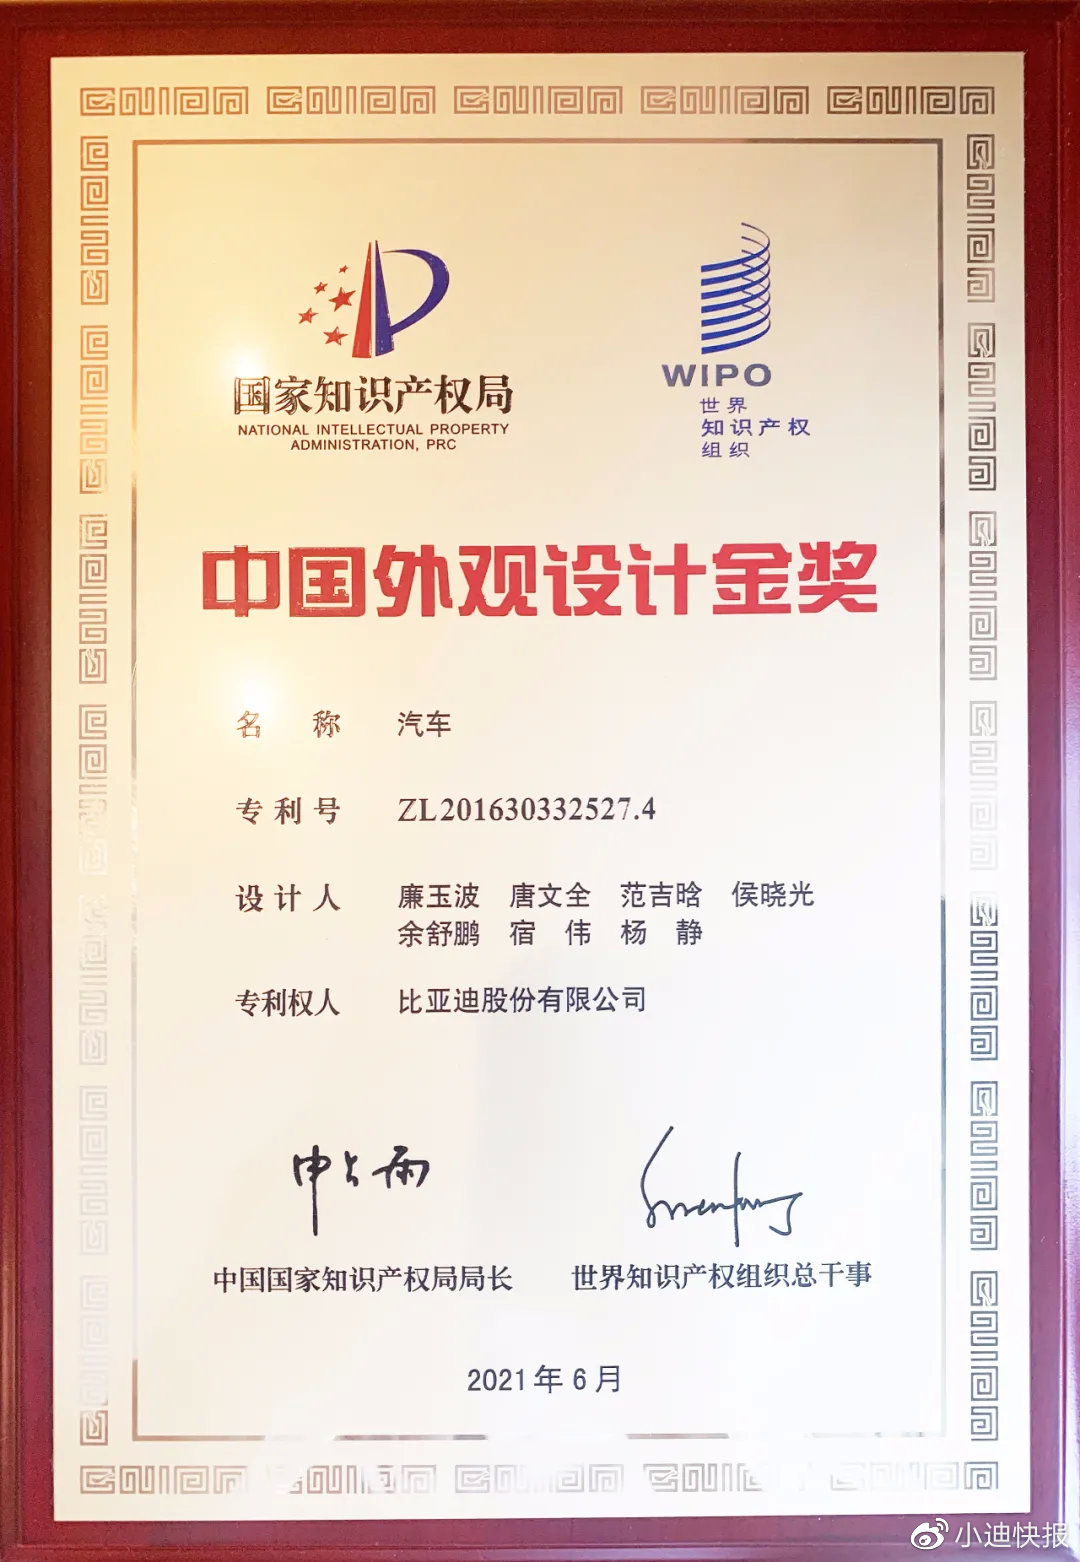 国家知识产权局
NATIONAL INTELLECTUAL PROPERTY
ADMINISTRATION, PRC
WIPO
世界
知识产权
组织
中国外观设计金奖
名 称 汽车
专利号 ZL201630332527.4
设计人 廉玉波 唐文全 范吉晗 侯晓光
余舒鹏 宿 伟 杨 静
专利权人 比亚迪股份有限公司
申长雨
中国国家知识产权局局长 世界知识产权组织总干事
2021年6月
小迪快报